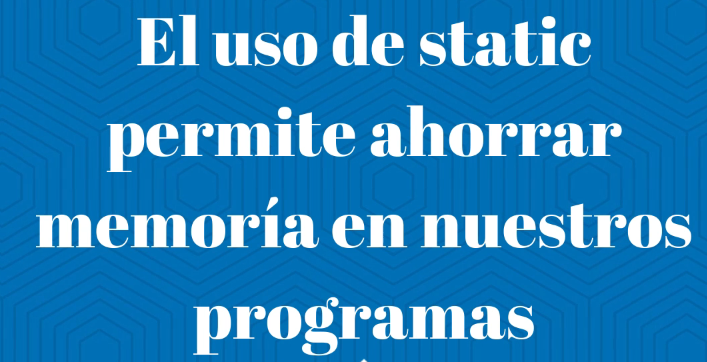 El uso de static
permite ahorrar
memoría en nuestros
programas